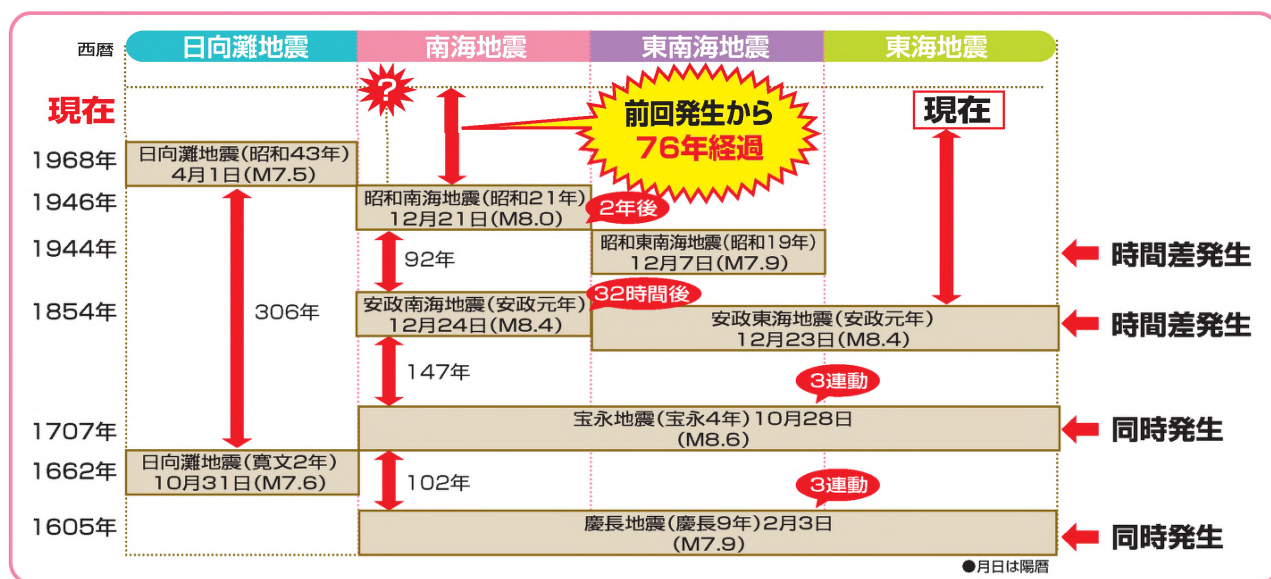 西暦
日向灘地震
南海地震
東南海地震
東海地震
?
現在
前回発生から
76年経過
現在
1968年
日向灘地震(昭和43年)
4月1日(M7.5)
1946年
昭和南海地震(昭和21年)
12月21日(M8.0)
2年後
1944年
92年
昭和東南海地震(昭和19年)
12月7日(M7.9)
時間差発生
1854年
306年
安政南海地震(安政元年)
12月24日(M8.4)
32時間後
安政東海地震(安政元年)
12月23日(M8.4)
時間差発生
147年
3連動
1707年
宝永地震(宝永4年)10月28日
(M8.6)
同時発生
1662年
日向灘地震(寛文2年)
10月31日(M7.6)
102年
3連動
1605年
慶長地震(慶長9年)2月3日
(M7.9)
同時発生
●月日は陽暦